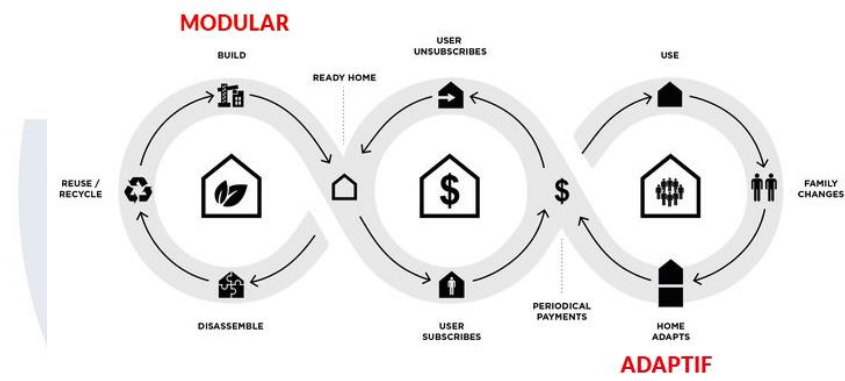 MODULAR
BUILD
READY HOME
USER
UNSUBSCRIBES
USE
REUSE /
RECYCLE
$
$
FAMILY
CHANGES
DISASSEMBLE
USER
SUBSCRIBES
PERIODICAL
PAYMENTS
HOME
ADAPTS
ADAPTIF